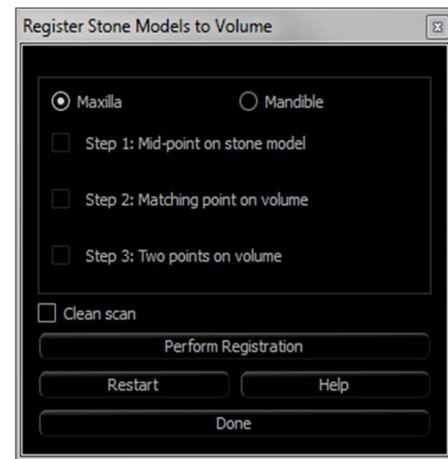 Register Stone Models to Volume
Maxilla Mandible
Step 1: Mid-point on stone model
Step 2: Matching point on volume
Step 3: Two points on volume
Clean scan
Perform Registration
Restart Help
Done